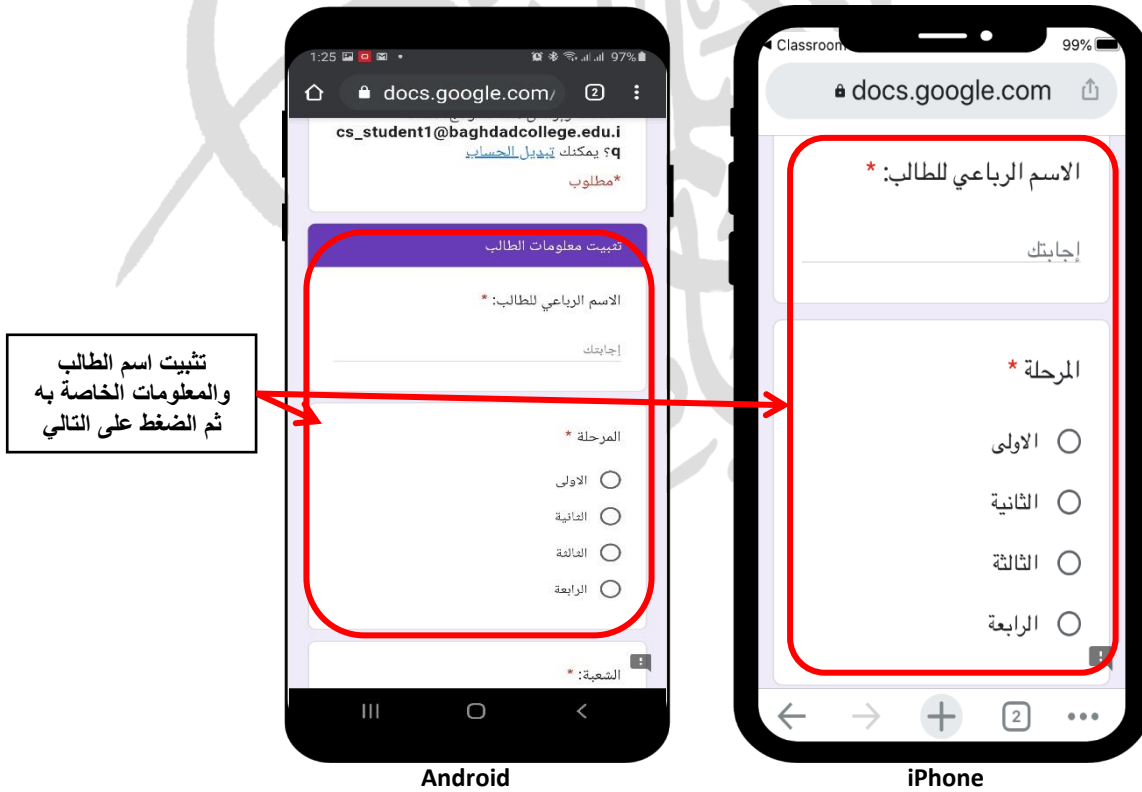 تثبيت اسم الطالب
والمعلومات الخاصة به
ثم الضغط على التالي
1:25
97%
docs.google.com/
2
cs_student1@baghdadcollege.edu.i
q؟ يمكنك تبديل الحساب
*مطلوب
تثبيت معلومات الطالب
الاسم الرباعي للطالب: *
إجابتك
المرحلة *
الاولى
الثانية
الثالثة
الرابعة
الشعبة: *
Android
Classroom
99%
docs.google.com
الاسم الرباعي للطالب: *
إجابتك
المرحلة *
الاولى
الثانية
الثالثة
الرابعة
2
iPhone